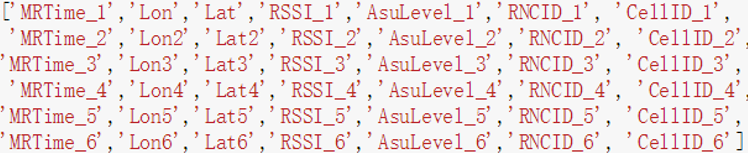 ['MRTime_1','Lon','Lat','RSSI_1','AsuLevel_1','RNCID_1', 'CellID_1',
'MRTime_2','Lon2','Lat2','RSSI_2','AsuLevel_2','RNCID_2', 'CellID_2',
'MRTime_3','Lon3','Lat3','RSSI_3','AsuLevel_3','RNCID_3', 'CellID_3',
'MRTime_4','Lon4','Lat4','RSSI_4','AsuLevel_4','RNCID_4', 'CellID_4,
'MRTime_5','Lon5','Lat5','RSSI_5','AsuLevel_5','RNCID_5', 'CellID_5',
'MRTime_6','Lon6','Lat6','RSSI_6','AsuLevel_6','RNCID_6', 'CellID_6']